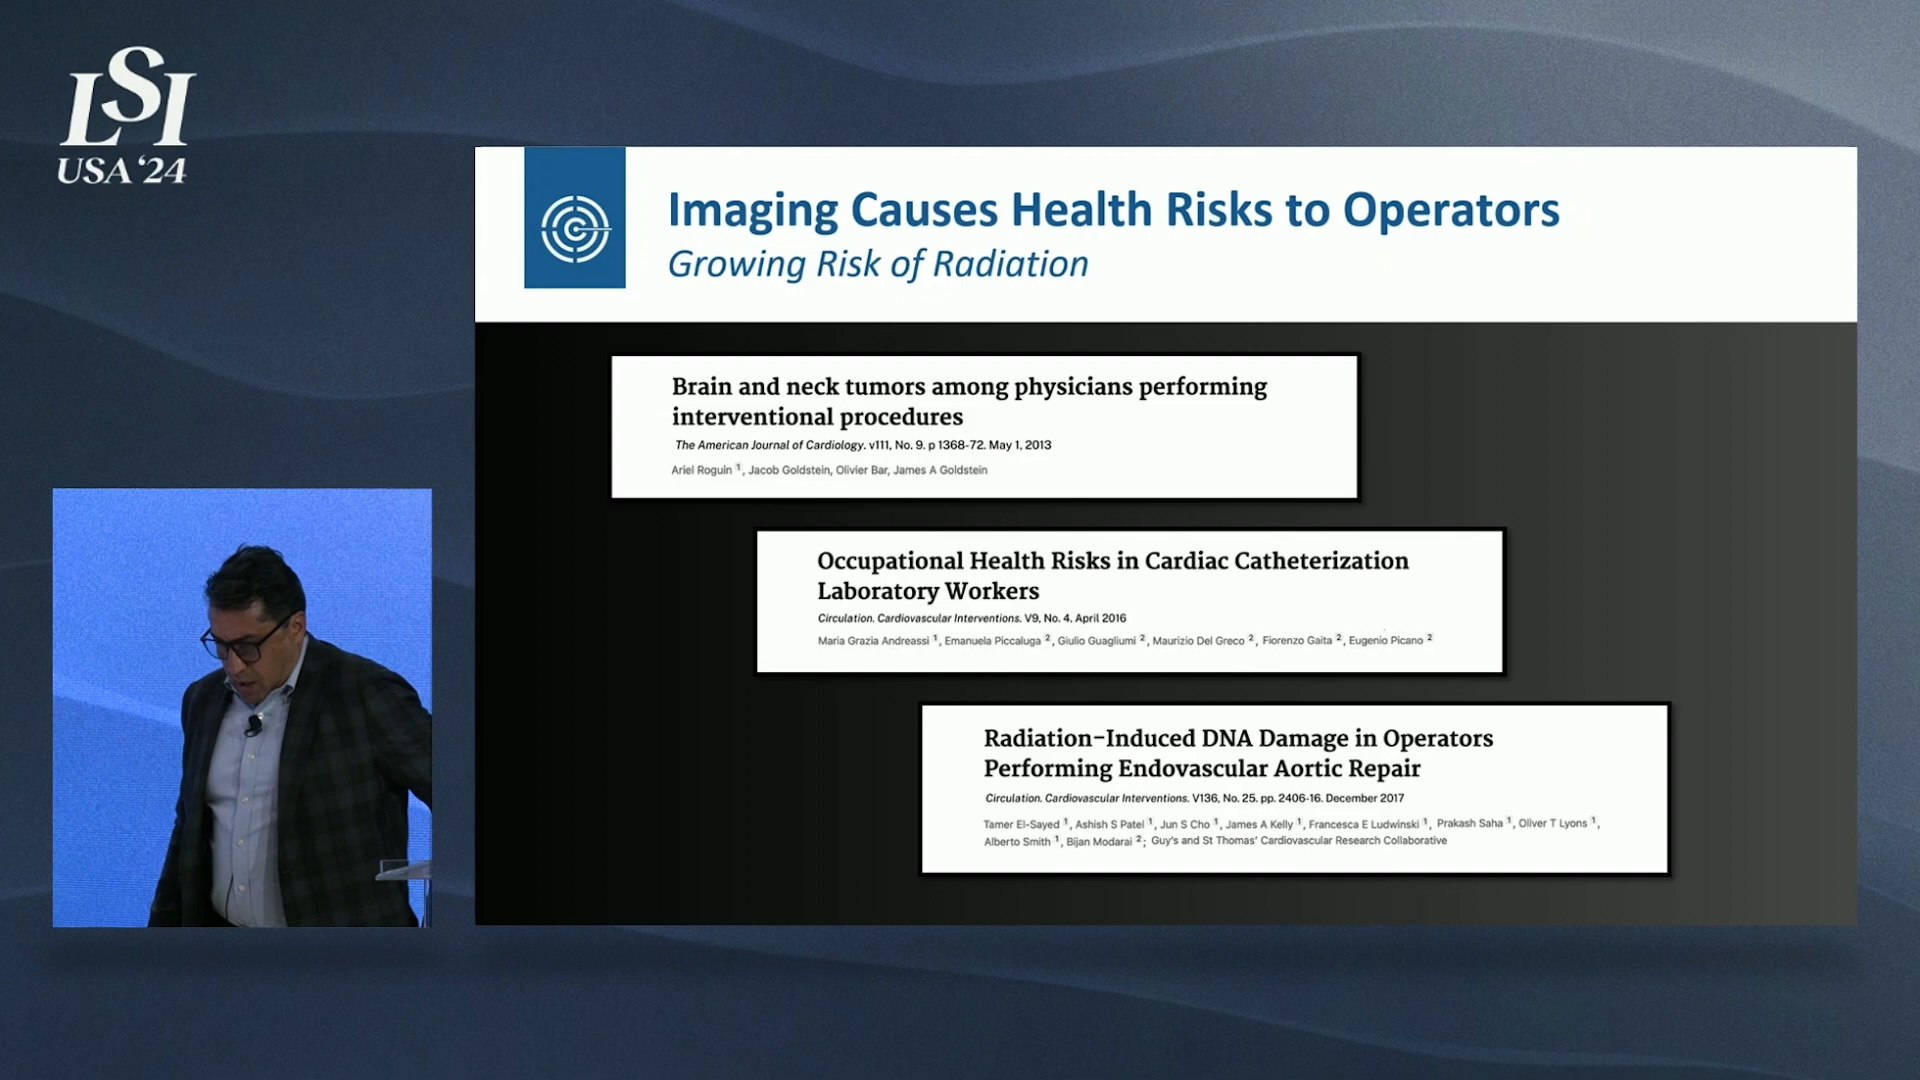 LSI
USA '24
Imaging Causes Health Risks to Operators
Growing Risk of Radiation
Brain and neck tumors among physicians performing
interventional procedures
The American Journal of Cardiology. v111, No. 9. p 1368-72. May 1, 2013
Ariel Roguin 1, Jacob Goldstein, Olivier Bar, James A Goldstein
Occupational Health Risks in Cardiac Catheterization
Laboratory Workers
Circulation. Cardiovascular Interventions. V9, No. 4. April 2016
Maria Grazia Andreassi 1, Emanuela Piccaluga 2, Giulio Guagliumi 2, Maurizio Del Greco 2, Fiorenzo Gaita 2, Eugenio Picano 2
Radiation-Induced DNA Damage in Operators
Performing Endovascular Aortic Repair
Circulation. Cardiovascular Interventions. V136, No. 25. pp. 2406-16. December 2017
Tamer El-Sayed 1, Ashish S Patel 1, Jun S Cho 1, James A Kelly 1, Francesca E Ludwinski 1, Prakash Saha 1, Oliver T Lyons 1,
Alberto Smith 1, Bijan Modarai 2; Guy's and St Thomas' Cardiovascular Research Collaborative